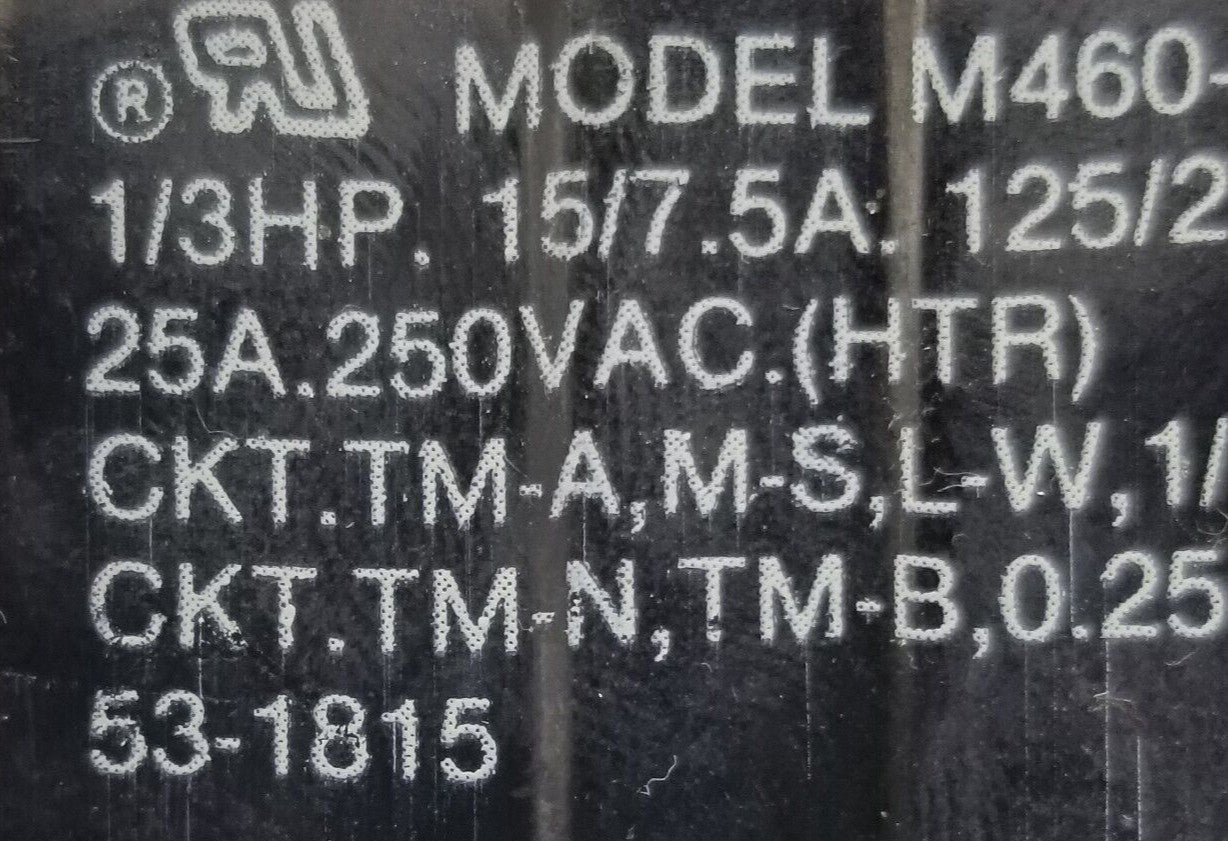 ® RU MODEL M460-
1/3HP. 15/7.5A. 125/2
25A.250VAC.(HTR)
CKT.TM-A,M-S,L-W,1/
CKT.TM-N,TM-B,0.25
53-1815